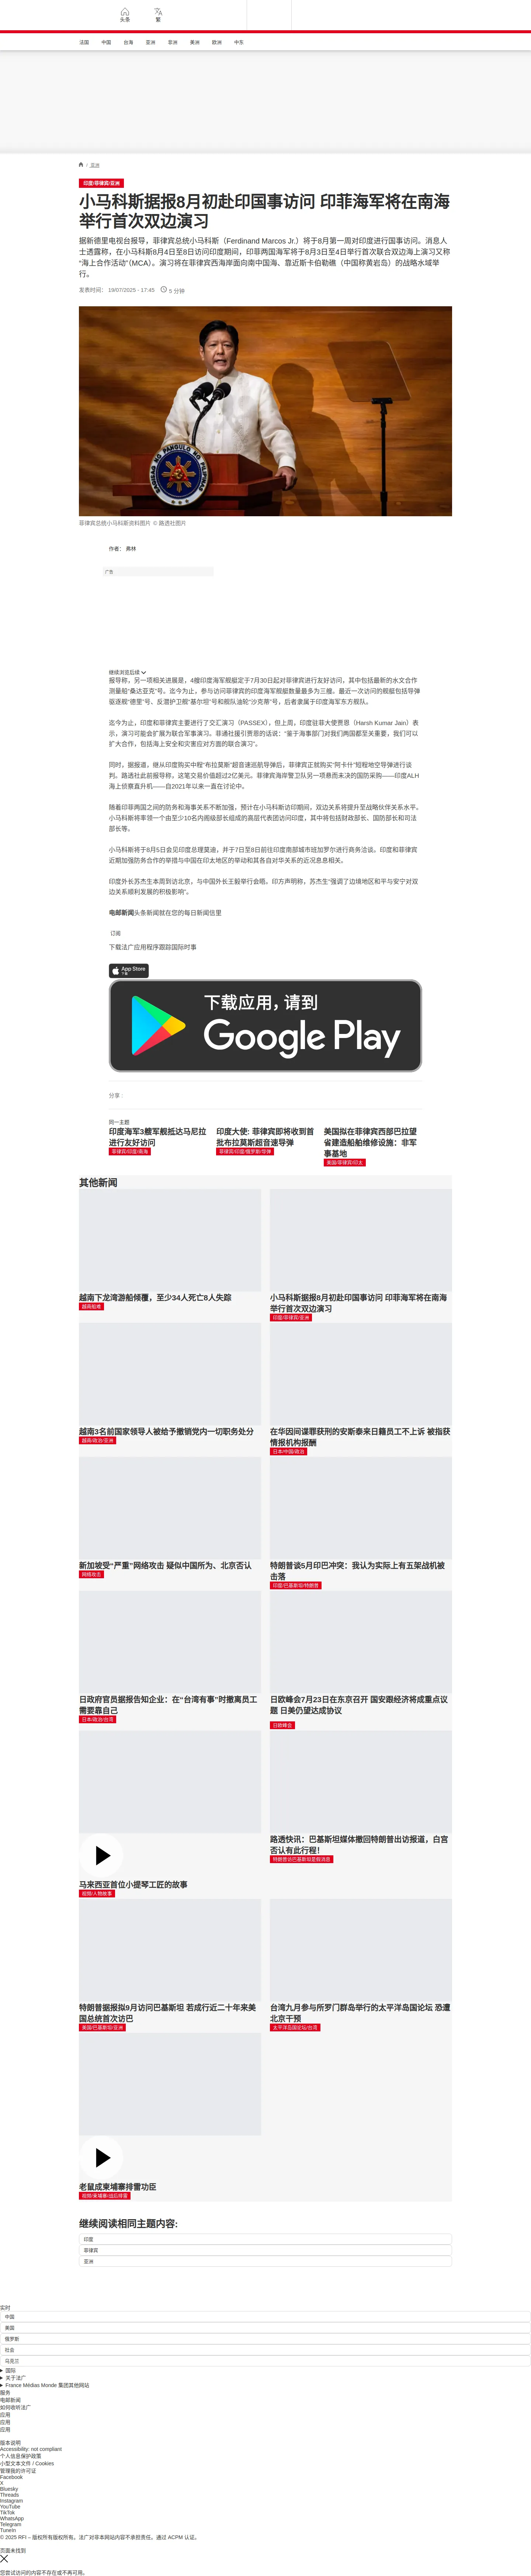 头条
繁
法国 中国 台海 亚洲 非洲 美洲 欧洲 中东
/ 亚洲
印度/菲律宾/亚洲
小马科斯据报8月初赴印国事访问 印菲海军将在南海
举行首次双边演习
据新德里电视台报导，菲律宾总统小马科斯（Ferdinand Marcos Jr.）将于8月第一周对印度进行国事访问。消息人
士透露称，在小马科斯8月4日至8日访问印度期间，印菲两国海军将于8月3日至4日举行首次联合双边海上演习又称
“海上合作活动”（MCA）。演习将在菲律宾西海岸面向南中国海、靠近斯卡伯勒礁（中国称黄岩岛）的战略水域举
行。
发表时间： 19/07/2025 - 17:45 5 分钟
菲律宾总统小马科斯资料图片 © 路透社图片
作者： 弗林
广告
继续浏览后续
报导称，另一项相关进展是，4艘印度海军舰艇定于7月30日起对菲律宾进行友好访问，其中包括最新的水文合作
测量船“桑达亚克”号。迄今为止，参与访问菲律宾的印度海军舰艇数量最多为三艘。最近一次访问的舰艇包括导弹
驱逐舰“德里”号、反潜护卫舰“基尔坦”号和舰队油轮“沙克蒂”号，后者隶属于印度海军东方舰队。
迄今为止，印度和菲律宾主要进行了交汇演习（PASSEX），但上周，印度驻菲大使贾恩（Harsh Kumar Jain）表
示，演习可能会扩展为联合军事演习。菲通社援引贾恩的话说：“鉴于海事部门对我们两国都至关重要，我们可以
扩大合作，包括海上安全和灾害应对方面的联合演习”。
同时，据报道，继从印度购买中程“布拉莫斯”超音速巡航导弹后，菲律宾正就购买“阿卡什”短程地空导弹进行谈
判。路透社此前报导称，这笔交易价值超过2亿美元。菲律宾海岸警卫队另一项悬而未决的国防采购——印度ALH
海上侦察直升机——自2021年以来一直在讨论中。
随着印菲两国之间的防务和海事关系不断加强，预计在小马科斯访印期间，双边关系将提升至战略伙伴关系水平。
小马科斯将率领一个由至少10名内阁级部长组成的高层代表团访问印度，其中将包括财政部长、国防部长和司法
部长等。
小马科斯将于8月5日会见印度总理莫迪，并于7日至8日前往印度南部城市班加罗尔进行商务洽谈。印度和菲律宾
近期加强防务合作的举措与中国在印太地区的举动和其各自对华关系的近况息息相关。
印度外长苏杰生本周到访北京，与中国外长王毅举行会晤。印方声明称，苏杰生“强调了边境地区和平与安宁对双
边关系顺利发展的积极影响”。
电邮新闻头条新闻就在您的每日新闻信里
订阅
下载法广应用程序跟踪国际时事
App Store
下载
下载应用，请到
Google Play
分享 :
同一主题
印度海军3艘军舰抵达马尼拉
进行友好访问
菲律宾/印度/南海
印度大使: 菲律宾即将收到首
批布拉莫斯超音速导弹
菲律宾/印度/俄罗斯/导弹
美国拟在菲律宾西部巴拉望
省建造船舶维修设施：非军
事基地
美国/菲律宾/印太
其他新闻
越南下龙湾游船倾覆，至少34人死亡8人失踪
越南船难
小马科斯据报8月初赴印国事访问 印菲海军将在南海
举行首次双边演习
印度/菲律宾/亚洲
越南3名前国家领导人被给予撤销党内一切职务处分
越南/政治/亚洲
在华因间谍罪获刑的安斯泰来日籍员工不上诉 被指获
情报机构报酬
日本/中国/政治
新加坡受“严重”网络攻击 疑似中国所为、北京否认
网络攻击
特朗普谈5月印巴冲突：我认为实际上有五架战机被
击落
印度/巴基斯坦/特朗普
日政府官员据报告知企业：在“台湾有事”时撤离员工
需要靠自己
日本/政治/台湾
日欧峰会7月23日在东京召开 国安跟经济将成重点议
题 日美仍望达成协议
日欧峰会
马来西亚首位小提琴工匠的故事
视频/人物故事
路透快讯：巴基斯坦媒体撤回特朗普出访报道，白宫
否认有此行程！
特朗普访巴基斯坦是假消息
特朗普据报拟9月访问巴基斯坦 若成行近二十年来美
国总统首次访巴
美国/巴基斯坦/亚洲
台湾九月参与所罗门群岛举行的太平洋岛国论坛 恐遭
北京干预
太平洋岛国论坛/台湾
老鼠成柬埔寨排雷功臣
视频/柬埔寨/战后排雷
继续阅读相同主题内容:
印度
菲律宾
亚洲
实时
中国
美国
俄罗斯
社会
乌克兰
国际
关于法广
France Médias Monde 集团其他网站
服务
电邮新闻
如何收听法广
应用
应用
应用
版本说明
Accessibility: not compliant
个人信息保护政策
小型文本文件 / Cookies
管理我的许可证
Facebook
X
Bluesky
Threads
Instagram
YouTube
TikTok
WhatsApp
Telegram
TuneIn
© 2025 RFI – 版权所有版权所有。法广对非本网站内容不承担责任。通过 ACPM 认证。
页面未找到
您尝试访问的内容不存在或不再可用。